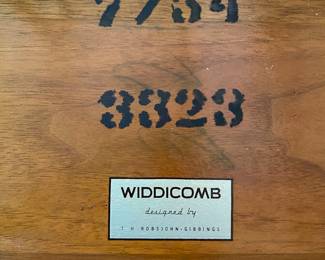 3323
WIDDICOMB
designed by
T H ROBSJOHN-GIBBINGS